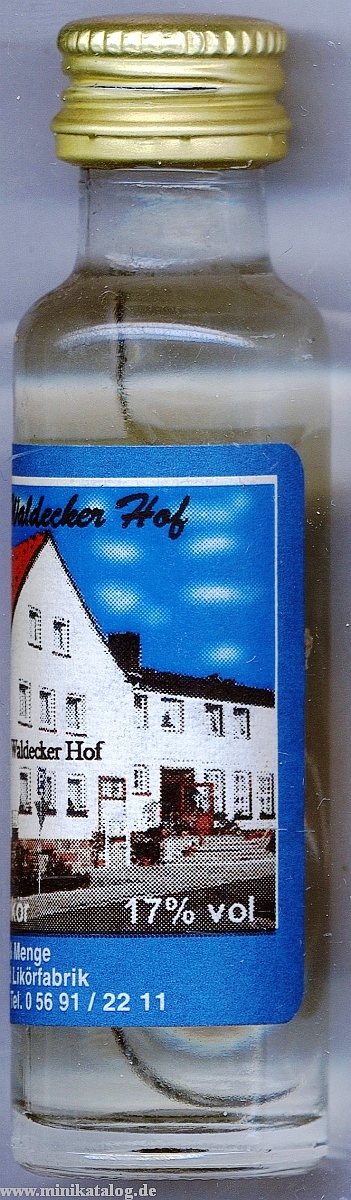 Waldecker Hof
Waldecker Hof
kör 17% vol
Menge
Likörfabrik
Tel. 0 56 91 / 22 11
www.minikatalog.de